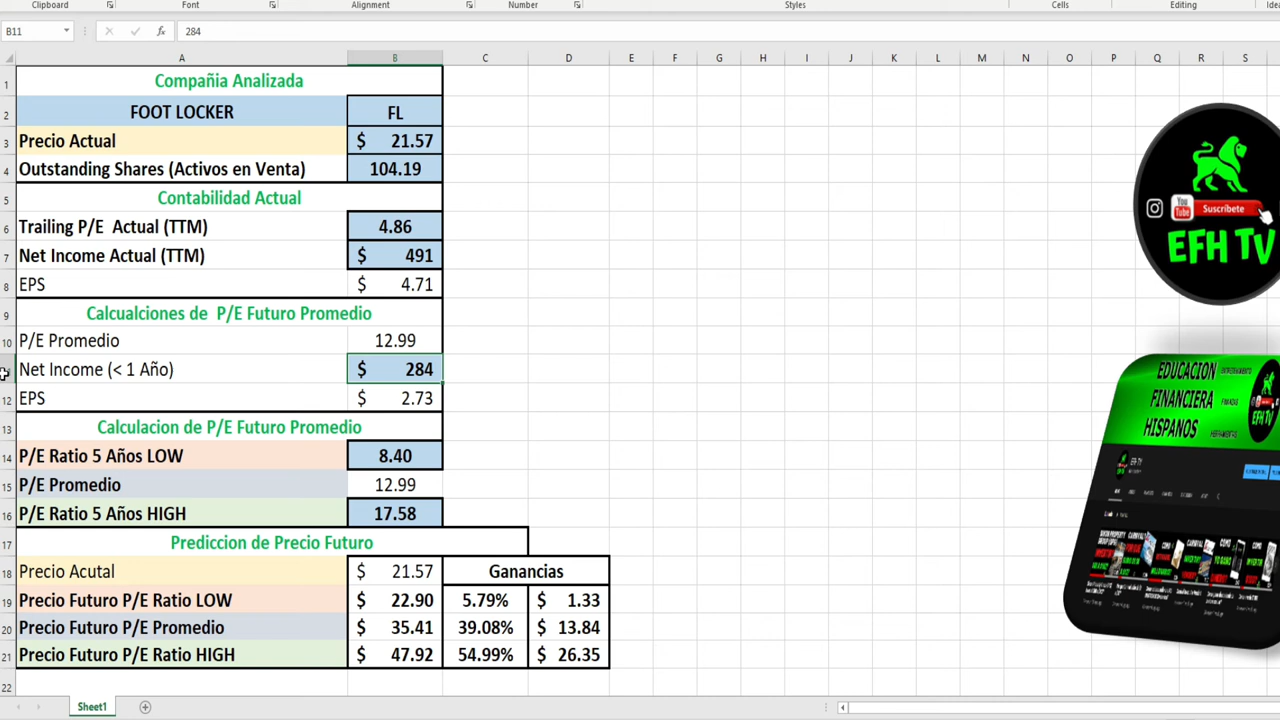 Clipboard Font Alignment Number Styles Cells Editing
B11 fx 284
A B C D E F G H I J K L M N O P Q R S
1 Compañia Analizada
2 FOOT LOCKER FL
3 Precio Actual $ 21.57
4 Outstanding Shares (Activos en Venta) 104.19
5 Contabilidad Actual
6 Trailing P/E Actual (TTM) 4.86
7 Net Income Actual (TTM) $ 491
8 EPS $ 4.71
9 Calcualciones de P/E Futuro Promedio
10 P/E Promedio 12.99
Net Income (< 1 Año) $ 284
12 EPS $ 2.73
13 Calculacion de P/E Futuro Promedio
14 P/E Ratio 5 Años LOW 8.40
15 P/E Promedio 12.99
16 P/E Ratio 5 Años HIGH 17.58
17 Prediccion de Precio Futuro
18 Precio Acutal $ 21.57 Ganancias
19 Precio Futuro P/E Ratio LOW $ 22.90 5.79% $ 1.33
20 Precio Futuro P/E Promedio $ 35.41 39.08% $ 13.84
21 Precio Futuro P/E Ratio HIGH $ 47.92 54.99% $ 26.35
22
Sheet1
You Tube
Suscríbete
EFH TV
EDUCACION
FINANCIERA
HISPANOS
EFH TV